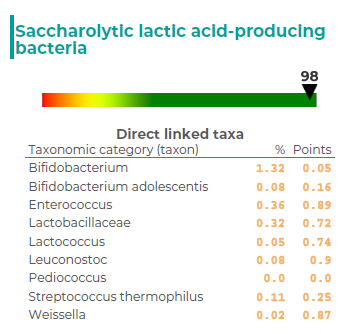 Saccharolytic lactic acid-producing
bacteria
98
Direct linked taxa
Taxonomic category (taxon) % Points
Bifidobacterium 1.32 0.05
Bifidobacterium adolescentis 0.08 0.16
Enterococcus 0.36 0.89
Lactobacillaceae 0.32 0.72
Lactococcus 0.05 0.74
Leuconostoc 0.08 0.9
Pediococcus 0.0 0.0
Streptococcus thermophilus 0.11 0.25
Weissella 0.02 0.87